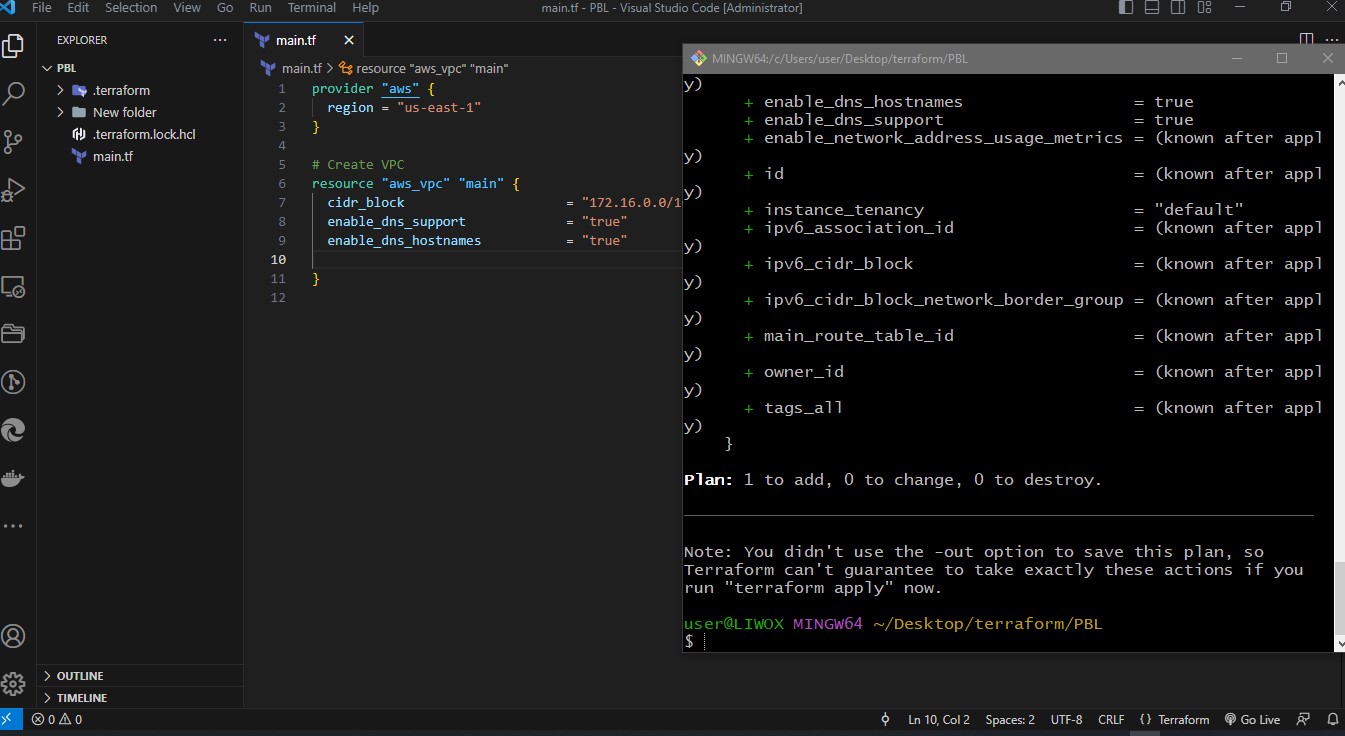 File Edit Selection View Go Run Terminal Help
main.tf - PBL - Visual Studio Code [Administrator]
EXPLORER
PBL
.terraform
New folder
.terraform.lock.hcl
main.tf
OUTLINE
TIMELINE
main.tf
main.tf > resource "aws_vpc" "main"
1 provider "aws" {
2 region = "us-east-1"
3 }
4
5 # Create VPC
6 resource "aws_vpc" "main" {
7 cidr_block = "172.16.0.0/1
8 enable_dns_support = "true"
9 enable_dns_hostnames = "true"
10
11 }
12
MINGW64:/c/Users/user/Desktop/terraform/PBL
y)
+ enable_dns_hostnames = true
+ enable_dns_support = true
+ enable_network_address_usage_metrics = (known after appl
y)
+ id = (known after appl
y)
+ instance_tenancy = "default"
+ ipv6_association_id = (known after appl
y)
+ ipv6_cidr_block = (known after appl
y)
+ ipv6_cidr_block_network_border_group = (known after appl
y)
+ main_route_table_id = (known after appl
y)
+ owner_id = (known after appl
y)
+ tags_all = (known after appl
y)
}
Plan: 1 to add, 0 to change, 0 to destroy.
Note: You didn't use the -out option to save this plan, so
Terraform can't guarantee to take exactly these actions if you
run "terraform apply" now.
user@LIWOX MINGW64 ~/Desktop/terraform/PBL
$
0 0
Ln 10, Col 2 Spaces: 2 UTF-8 CRLF {} Terraform Go Live